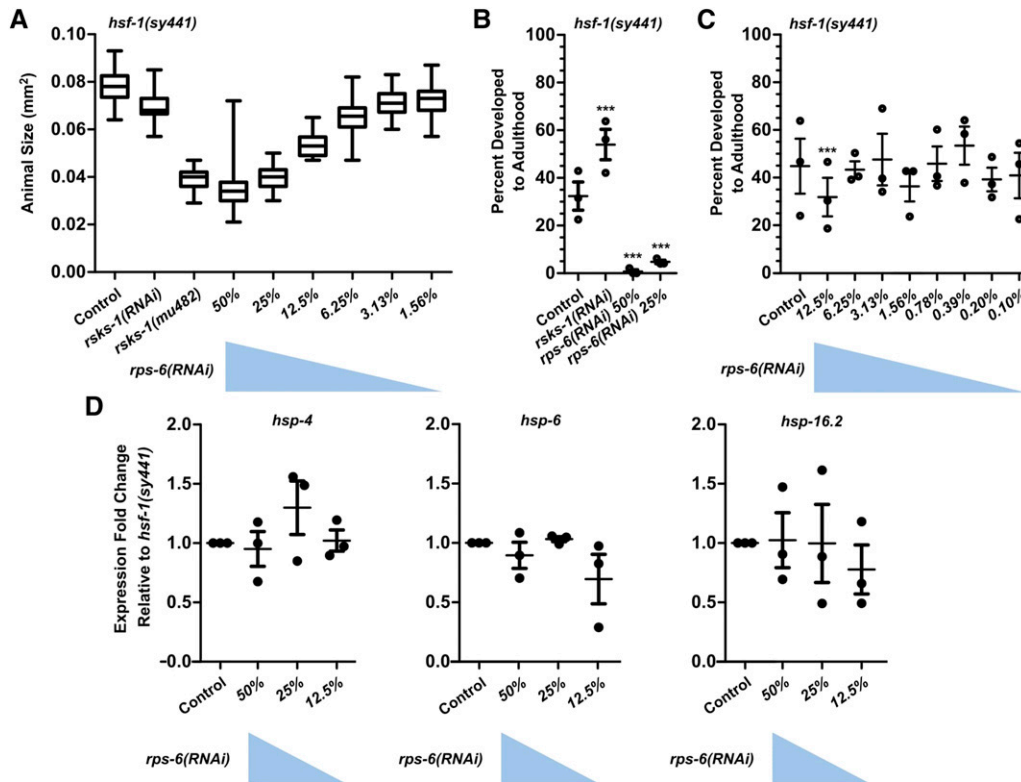 A
hsf-1(sy441)
Animal Size (mm²)
0.10
0.08
0.06
0.04
0.02
0.00
Control
rsks-1(RNAi)
rsks-1(mu482)
50%
25%
12.5%
6.25%
3.13%
1.56%
rps-6(RNAi)
B
hsf-1(sy441)
Percent Developed
to Adulthood
100
80
60
40
20
0
***
***
***
Control
rsks-1(RNAi)
rps-6(RNAi) 50%
rps-6(RNAi) 25%
C
hsf-1(sy441)
Percent Developed
to Adulthood
100
80
60
40
20
0
***
Control
12.5%
6.25%
3.13%
1.56%
0.78%
0.39%
0.20%
0.10%
rps-6(RNAi)
D
hsp-4
Expression Fold Change
Relative to hsf-1(sy441)
2.0
1.5
1.0
0.5
−0.0
Control
50%
25%
12.5%
rps-6(RNAi)
hsp-6
2.0
1.5
1.0
0.5
0.0
Control
50%
25%
12.5%
rps-6(RNAi)
hsp-16.2
2.0
1.5
1.0
0.5
0.0
Control
50%
25%
12.5%
rps-6(RNAi)